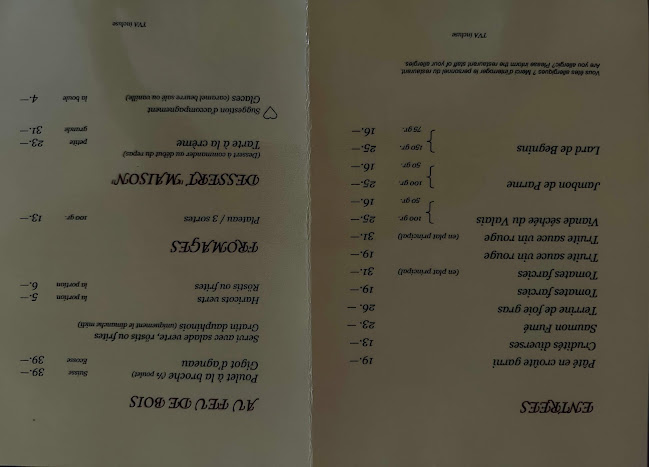 ENTREES
Pâté en croûte garni 19.—
Crudités diverses 13.—
Saumon Fumé 23.—
Terrine de foie gras 26.—
Tomates farcies 19.—
Tomates farcies (en plat principal) 31.—
Truite sauce vin rouge 19.—
Truite sauce vin rouge (en plat principal) 31.—
Viande séchée du Valais 100 gr. 25.—
50 gr. 16.—
Jambon de Parme 100 gr. 25.—
50 gr. 16.—
Lard de Begnins 150 gr. 25.—
75 gr. 16.—
Vous êtes allergiques ? Merci d'interroger le personnel du restaurant.
Are you allergic? Please inform the restaurant staff of your allergies
TVA incluse
AU FEU DE BOIS
Poulet à la broche (½ poulet) Suisse 39.—
Gigot d'agneau Ecosse 39.—
Servi avec salade verte, röstis ou frites
Gratin dauphinois (uniquement le dimanche midi)
Haricots verts la portion 5.—
Röstis ou frites la portion 6.—
FROMAGES
Plateau / 3 sortes 100 gr. 13.—
DESSERT "MAISON"
(Dessert à commander au début du repas)
Tarte à la crème petite 23.—
grande 31.—
Suggestion d'accompagnement
Glaces (caramel beurre salé ou vanille) la boule 4.—
TVA incluse